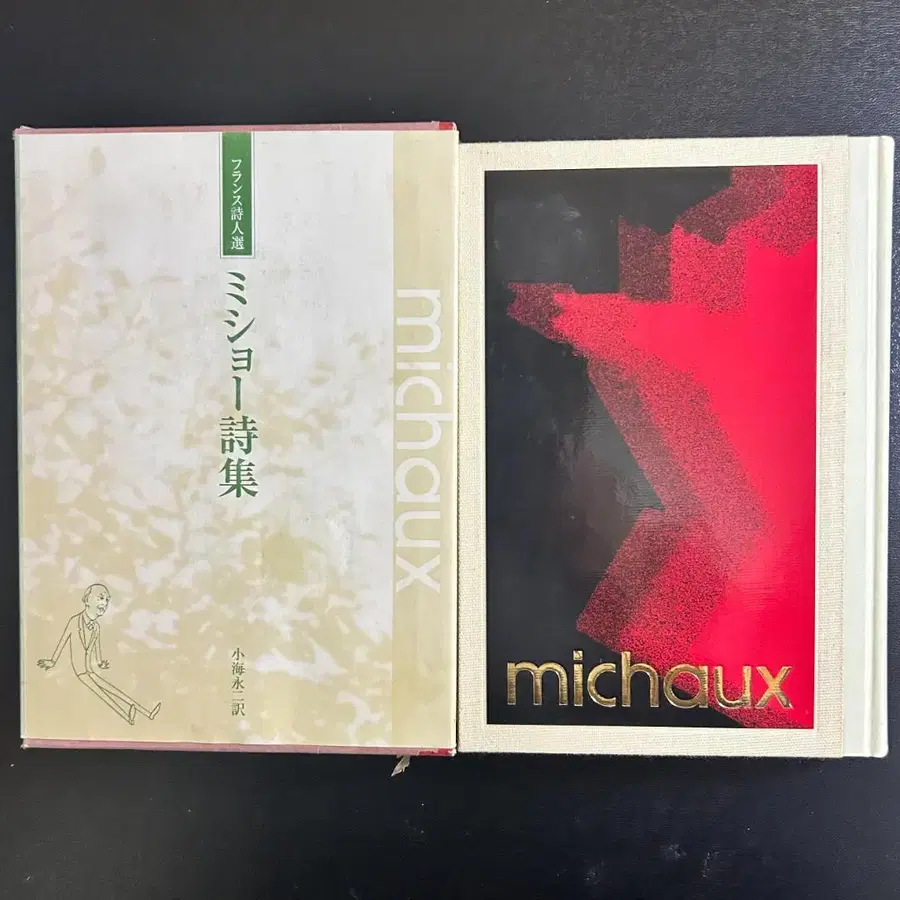 フランス詩人選
ミショー詩集
小海永二訳
michaux
michaux